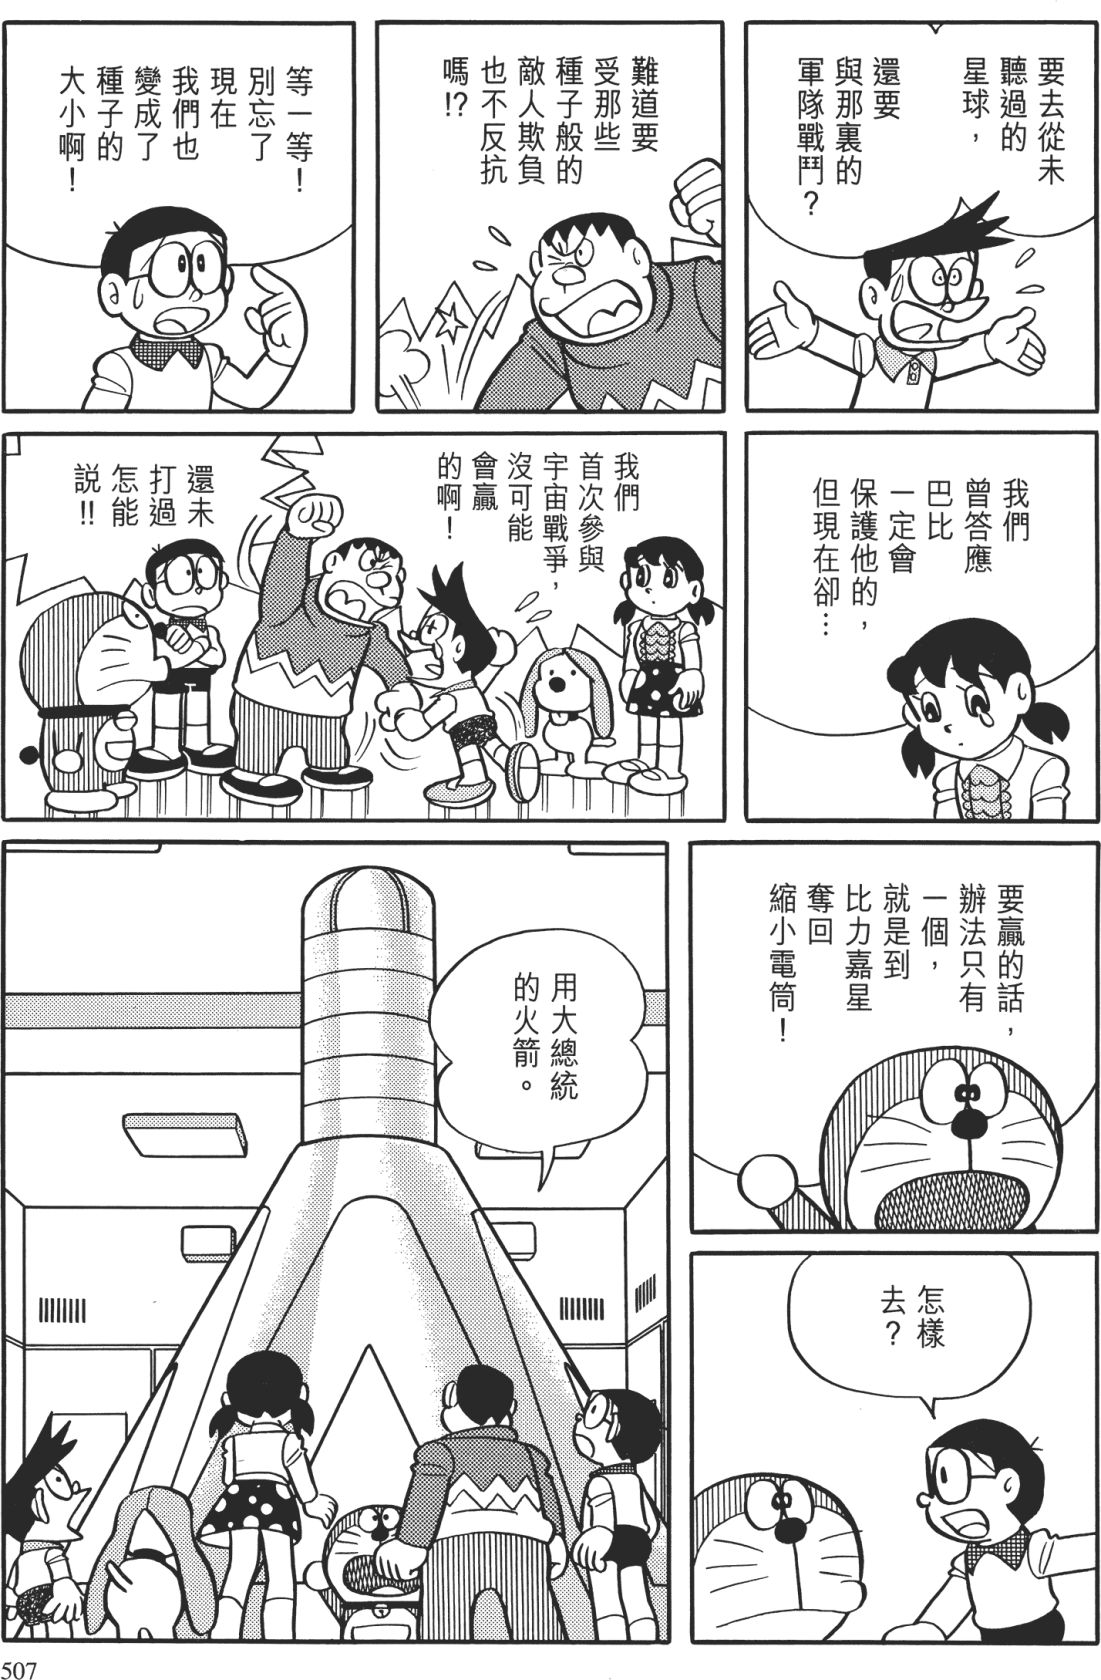 要去從未
聽過的
星球，
還要
與那裏的
軍隊戰鬥？
難道要
受那些
種子般的
敵人欺負
也不反抗
嗎!?
等一等！
別忘了
現在
我們也
變成了
種子的
大小啊！
我們
曾答應
巴比
一定會
保護他的，
但現在卻…
我們
首次參與
宇宙戰爭，
沒可能
會贏
的啊！
還未
打過
怎能
説!!
要贏的話，
辦法只有
一個，
就是到
比力嘉星
奪回
縮小電筒！
怎樣
去？
用大總統
的火箭。
507